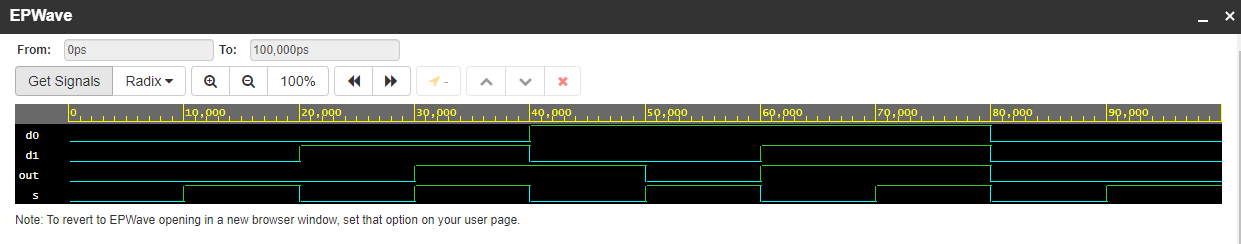 EPWave
From: 0ps To: 100,000ps
Get Signals Radix 100% -
0 10,000 20,000 30,000 40,000 50,000 60,000 70,000 80,000 90,000
d0
d1
out
s
Note: To revert to EPWave opening in a new browser window, set that option on your user page.